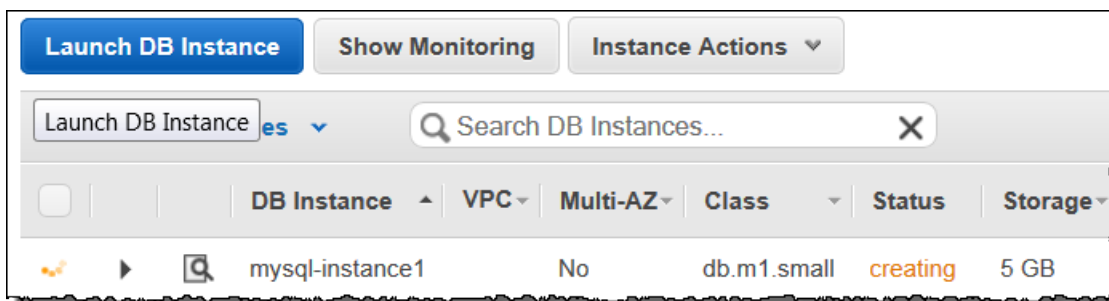 Launch DB Instance Show Monitoring Instance Actions
Launch DB Instance es Search DB Instances...
DB Instance VPC Multi-AZ Class Status Storage
mysql-instance1 No db.m1.small creating 5 GB